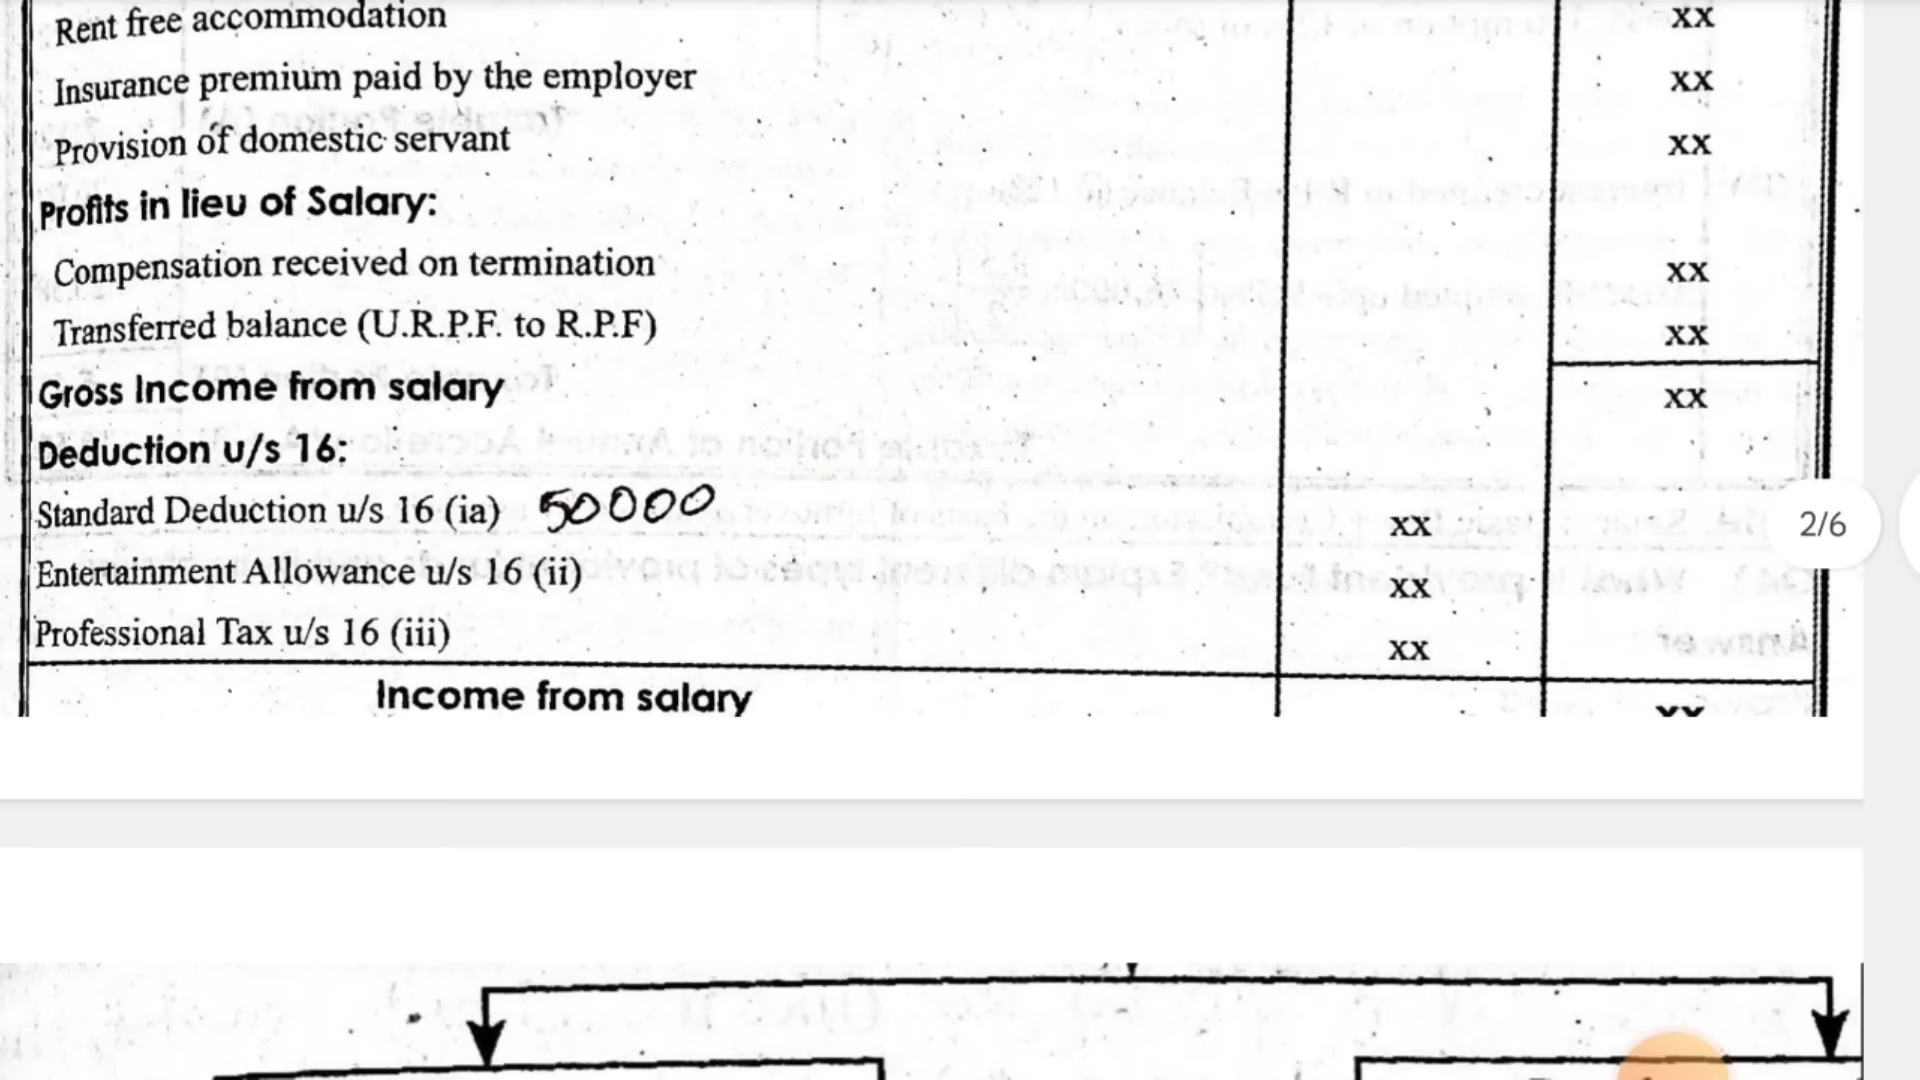 Rent free accommodation xx
Insurance premium paid by the employer xx
Provision of domestic servant xx
Profits in lieu of Salary:
Compensation received on termination xx
Transferred balance (U.R.P.F. to R.P.F) xx
Gross Income from salary xx
Deduction u/s 16:
Standard Deduction u/s 16 (ia) 50000 xx
2/6
Entertainment Allowance u/s 16 (ii) xx
Professional Tax u/s 16 (iii) xx
Income from salary xx